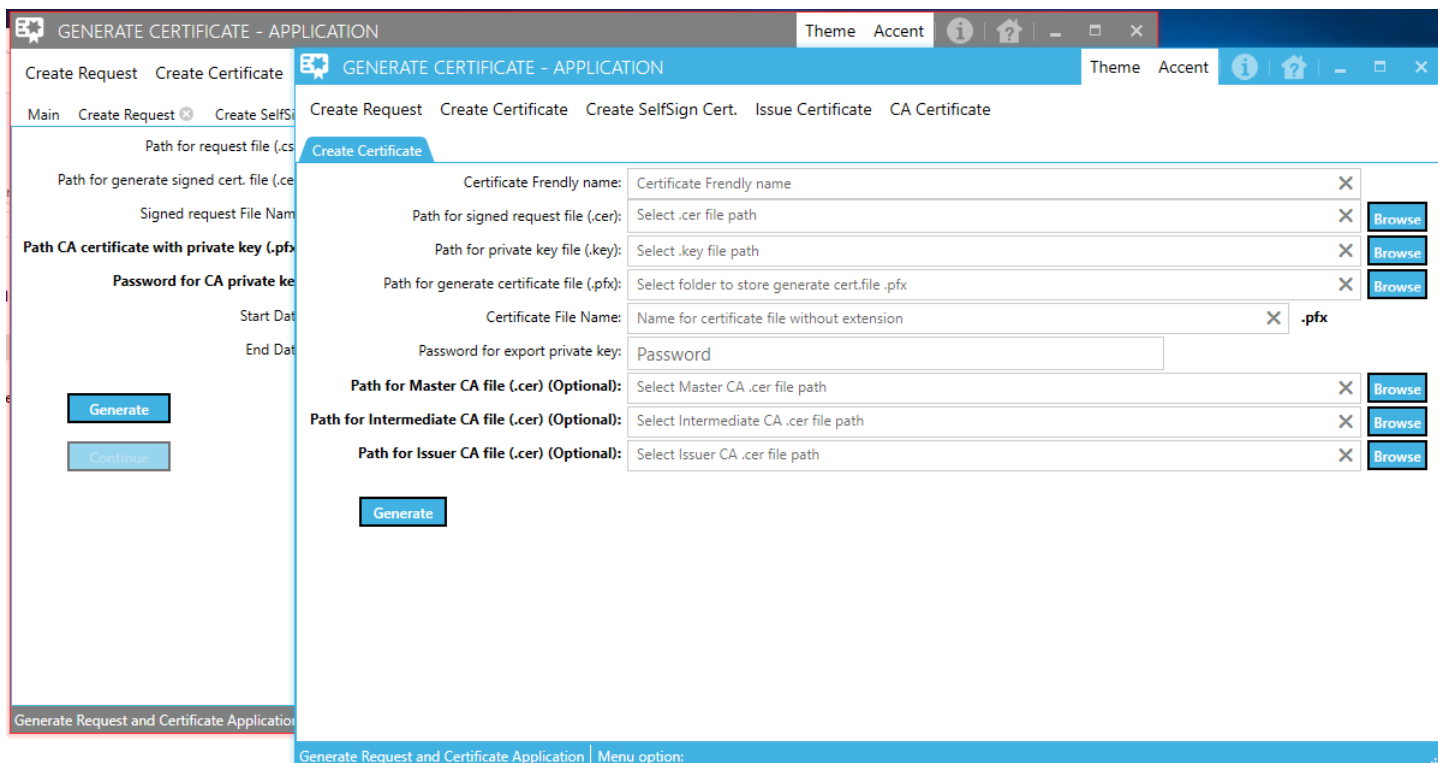 GENERATE CERTIFICATE - APPLICATION
Theme Accent
Create Request Create Certificate
Main Create Request Create SelfSi
Path for request file (.cs
Path for generate signed cert. file (.ce
Signed request File Nam
Path CA certificate with private key (.pfx
Password for CA private ke
Start Dat
End Dat
Generate
Continue
Generate Request and Certificate Application
GENERATE CERTIFICATE - APPLICATION
Theme Accent
Create Request Create Certificate Create SelfSign Cert. Issue Certificate CA Certificate
Create Certificate
Certificate Frendly name: Certificate Frendly name
Path for signed request file (.cer): Select .cer file path Browse
Path for private key file (.key): Select .key file path Browse
Path for generate certificate file (.pfx): Select folder to store generate cert.file .pfx Browse
Certificate File Name: Name for certificate file without extension .pfx
Password for export private key: Password
Path for Master CA file (.cer) (Optional): Select Master CA .cer file path Browse
Path for Intermediate CA file (.cer) (Optional): Select Intermediate CA .cer file path Browse
Path for Issuer CA file (.cer) (Optional): Select Issuer CA .cer file path Browse
Generate
Generate Request and Certificate Application Menu option: